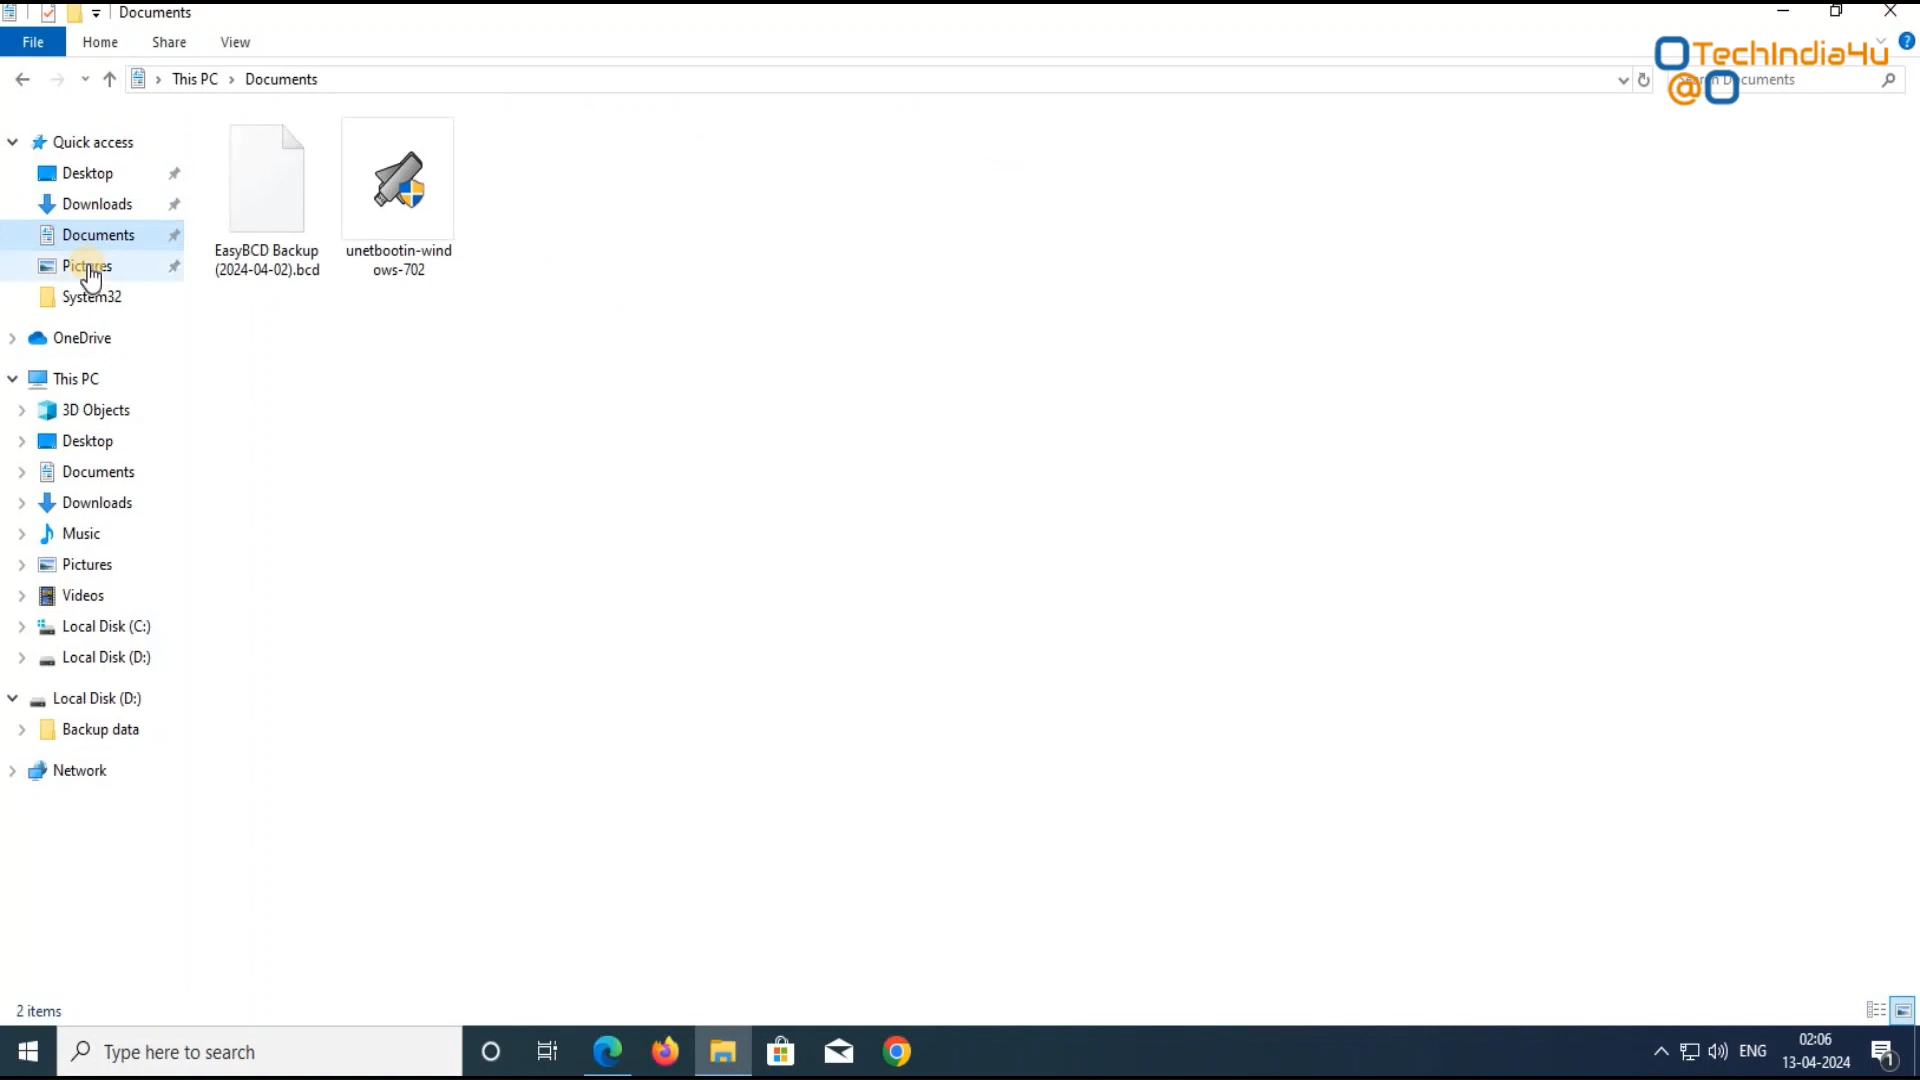 Documents
File Home Share View
TechIndia4u
@
This PC Documents
Documents
Quick access
Desktop
Downloads
Documents
Pictures
System32
OneDrive
This PC
3D Objects
Desktop
Documents
Downloads
Music
Pictures
Videos
Local Disk (C:)
Local Disk (D:)
Local Disk (D:)
Backup data
Network
EasyBCD Backup
(2024-04-02).bcd
unetbootin-wind
ows-702
2 items
Type here to search
ENG
02:06
13-04-2024
1